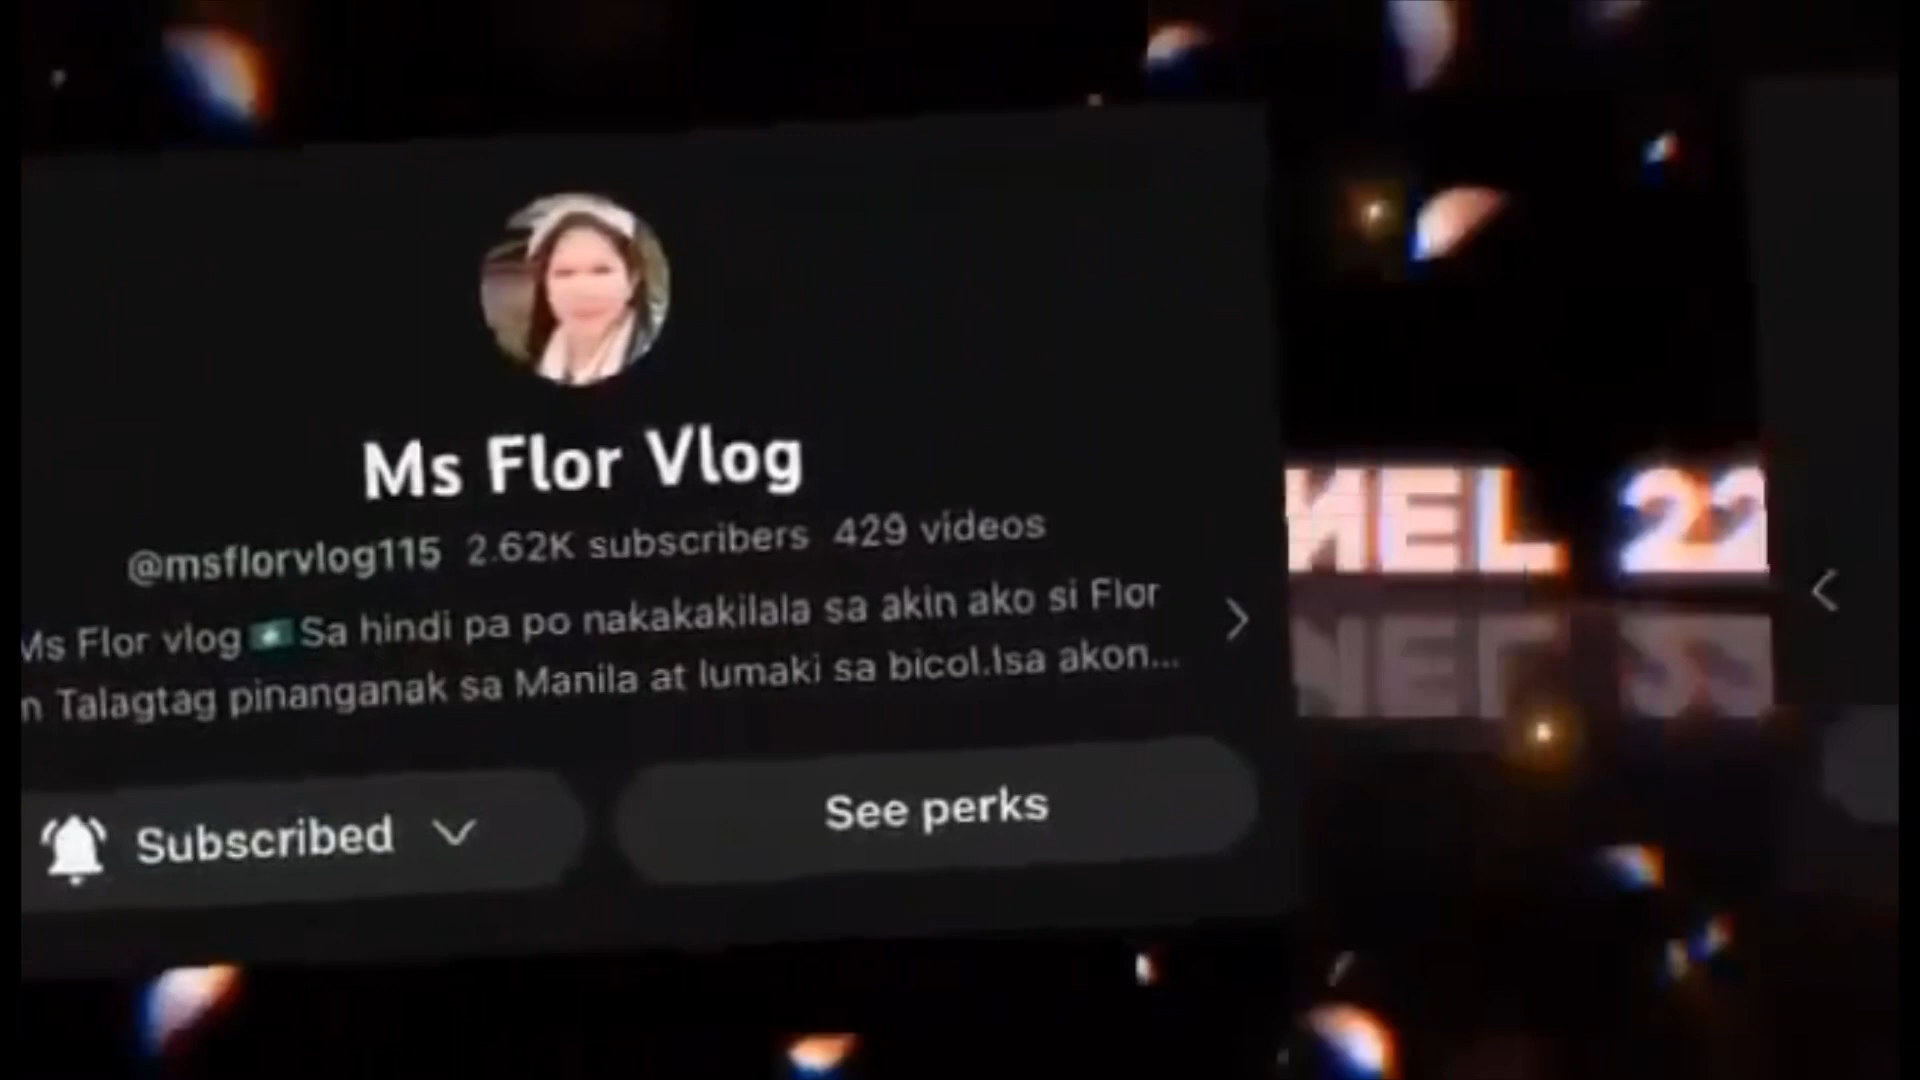 Ms Flor Vlog
@msflorvlog115 2.62K subscribers 429 videos
Ms Flor vlog Sa hindi pa po nakakakilala sa akin ako si Flor
n Talagtag pinanganak sa Manila at lumaki sa bicol.Isa akon...
Subscribed
See perks
NEL 22